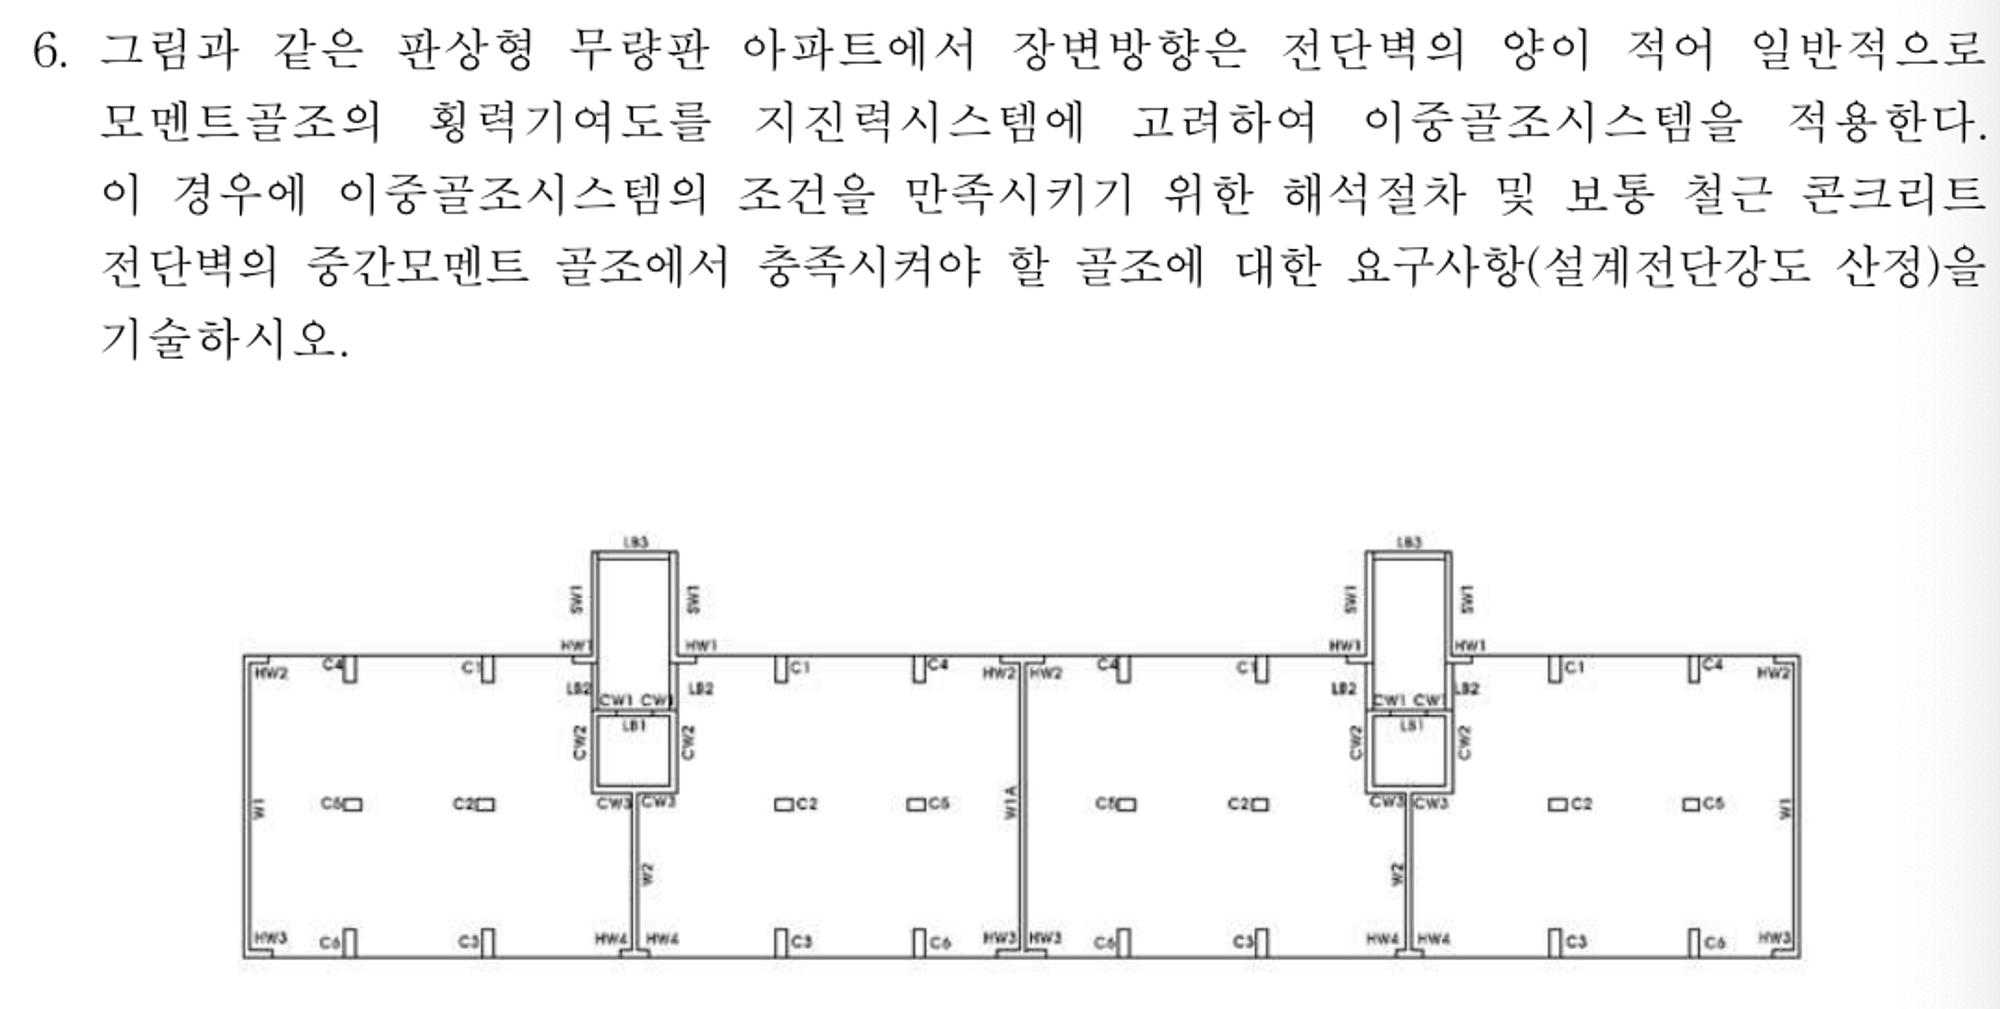 6. 그림과 같은 판상형 무량판 아파트에서 장변방향은 전단벽의 양이 적어 일반적으로
모멘트골조의 횡력기여도를 지진력시스템에 고려하여 이중골조시스템을 적용한다.
이 경우에 이중골조시스템의 조건을 만족시키기 위한 해석절차 및 보통 철근 콘크리트
전단벽의 중간모멘트 골조에서 충족시켜야 할 골조에 대한 요구사항(설계전단강도 산정)을
기술하시오.
LB3 LB3
SW1 SW1 SW1 SW1
HW1 HW1 HW1 HW1
HW2 C4 C1 C1 C4 HW2 HW2 C4 C1 C1 C4 HW2
LB2 LB2 LB2 LB2
CW1 CW1 CW1 CW1
LB1 LB1
CW2 CW2 CW2 CW2
W1 C5 C2 CW3 CW3 C2 C5 W1A C5 C2 CW3 CW3 C2 C5 W1
W2 W2
HW3 C6 C3 HW4 HW4 C3 C6 HW3 HW3 C6 C3 HW4 HW4 C3 C6 HW3